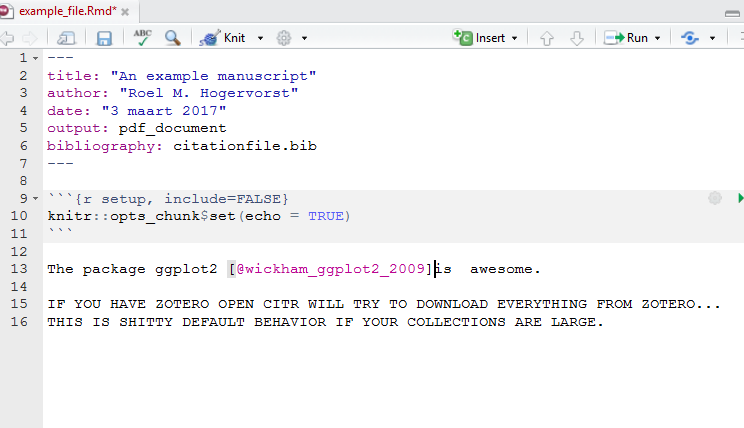 example_file.Rmd*
ABC Knit Insert Run
1 ---
2 title: "An example manuscript"
3 author: "Roel M. Hogervorst"
4 date: "3 maart 2017"
5 output: pdf_document
6 bibliography: citationfile.bib
7 ---
8
9 ```{r setup, include=FALSE}
10 knitr::opts_chunk$set(echo = TRUE)
11 ```
12
13 The package ggplot2 [@wickham_ggplot2_2009]is  awesome.
14
15 IF YOU HAVE ZOTERO OPEN CITR WILL TRY TO DOWNLOAD EVERYTHING FROM ZOTERO...
16 THIS IS SHITTY DEFAULT BEHAVIOR IF YOUR COLLECTIONS ARE LARGE.